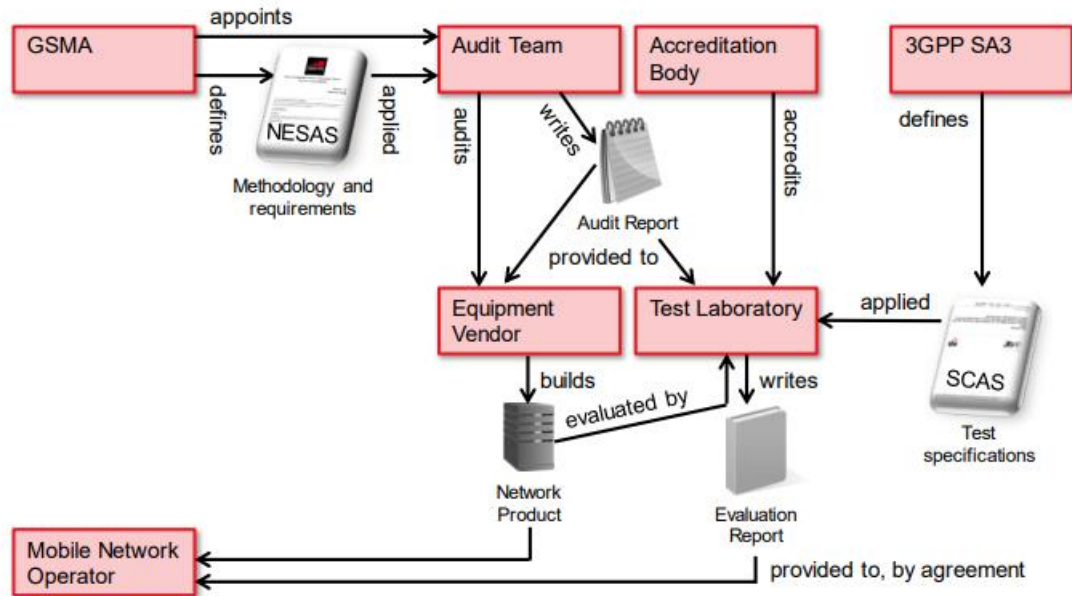 appoints
GSMA
Audit Team
Accreditation
Body
3GPP SA3
defines
NESAS
applied
audits
writes
accredits
defines
Methodology and
requirements
Audit Report
provided to
Equipment
Vendor
Test Laboratory
applied
SCAS
builds
writes
evaluated by
Test
specifications
Network
Product
Evaluation
Report
Mobile Network
Operator
provided to, by agreement